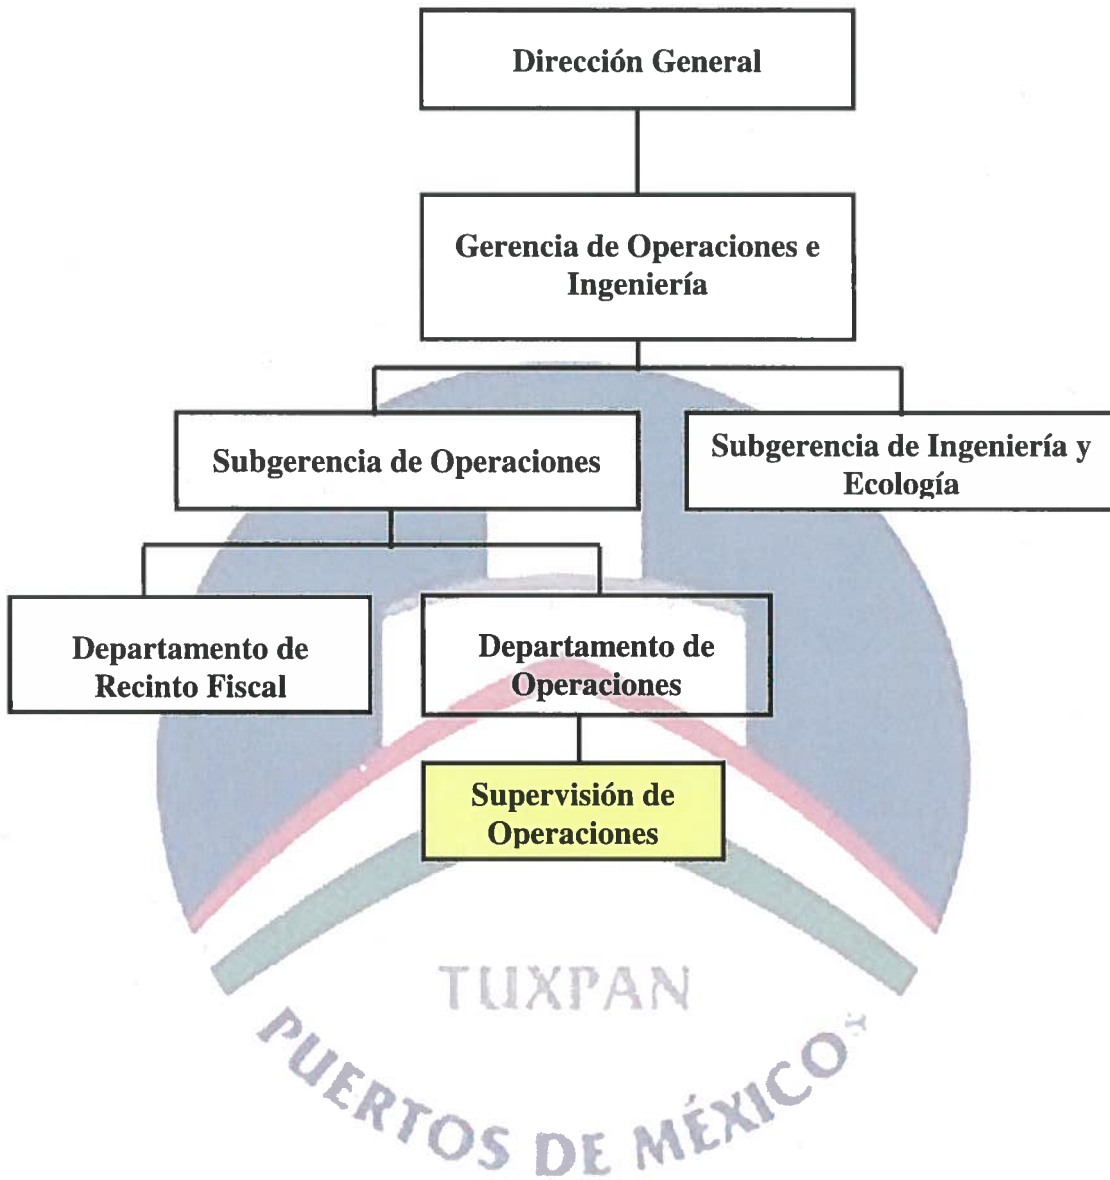 Dirección General
Gerencia de Operaciones e
Ingeniería
Subgerencia de Operaciones
Subgerencia de Ingeniería y
Ecología
Departamento de
Recinto Fiscal
Departamento de
Operaciones
Supervisión de
Operaciones
TUXPAN
PUERTOS DE MÉXICO